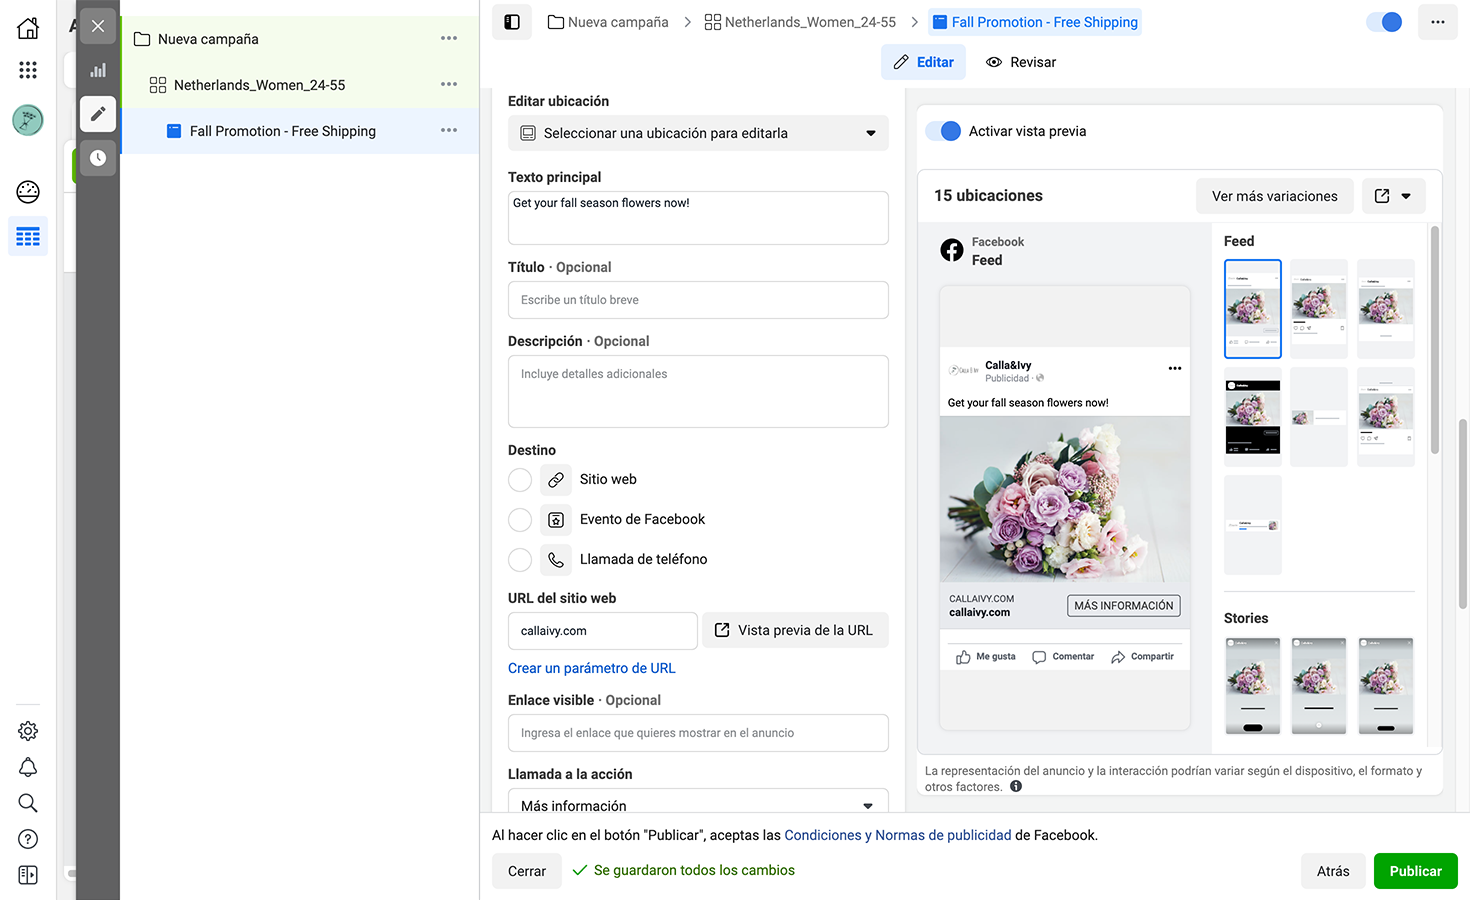 Nueva campaña
Netherlands_Women_24-55
Fall Promotion - Free Shipping
Nueva campaña
Netherlands_Women_24-55
Fall Promotion - Free Shipping
Editar
Revisar
Editar ubicación
Seleccionar una ubicación para editarla
Texto principal
Get your fall season flowers now!
Título · Opcional
Escribe un título breve
Descripción · Opcional
Incluye detalles adicionales
Destino
Sitio web
Evento de Facebook
Llamada de teléfono
URL del sitio web
callaivy.com
Vista previa de la URL
Crear un parámetro de URL
Enlace visible · Opcional
Ingresa el enlace que quieres mostrar en el anuncio
Llamada a la acción
Más información
Activar vista previa
15 ubicaciones
Ver más variaciones
Facebook
Feed
Calla&Ivy
Publicidad ·
Get your fall season flowers now!
CALLAIVY.COM
callaivy.com
MÁS INFORMACIÓN
Me gusta
Comentar
Compartir
Feed
Stories
La representación del anuncio y la interacción podrían variar según el dispositivo, el formato y
otros factores.
Al hacer clic en el botón "Publicar", aceptas las Condiciones y Normas de publicidad de Facebook.
Cerrar
Se guardaron todos los cambios
Atrás
Publicar